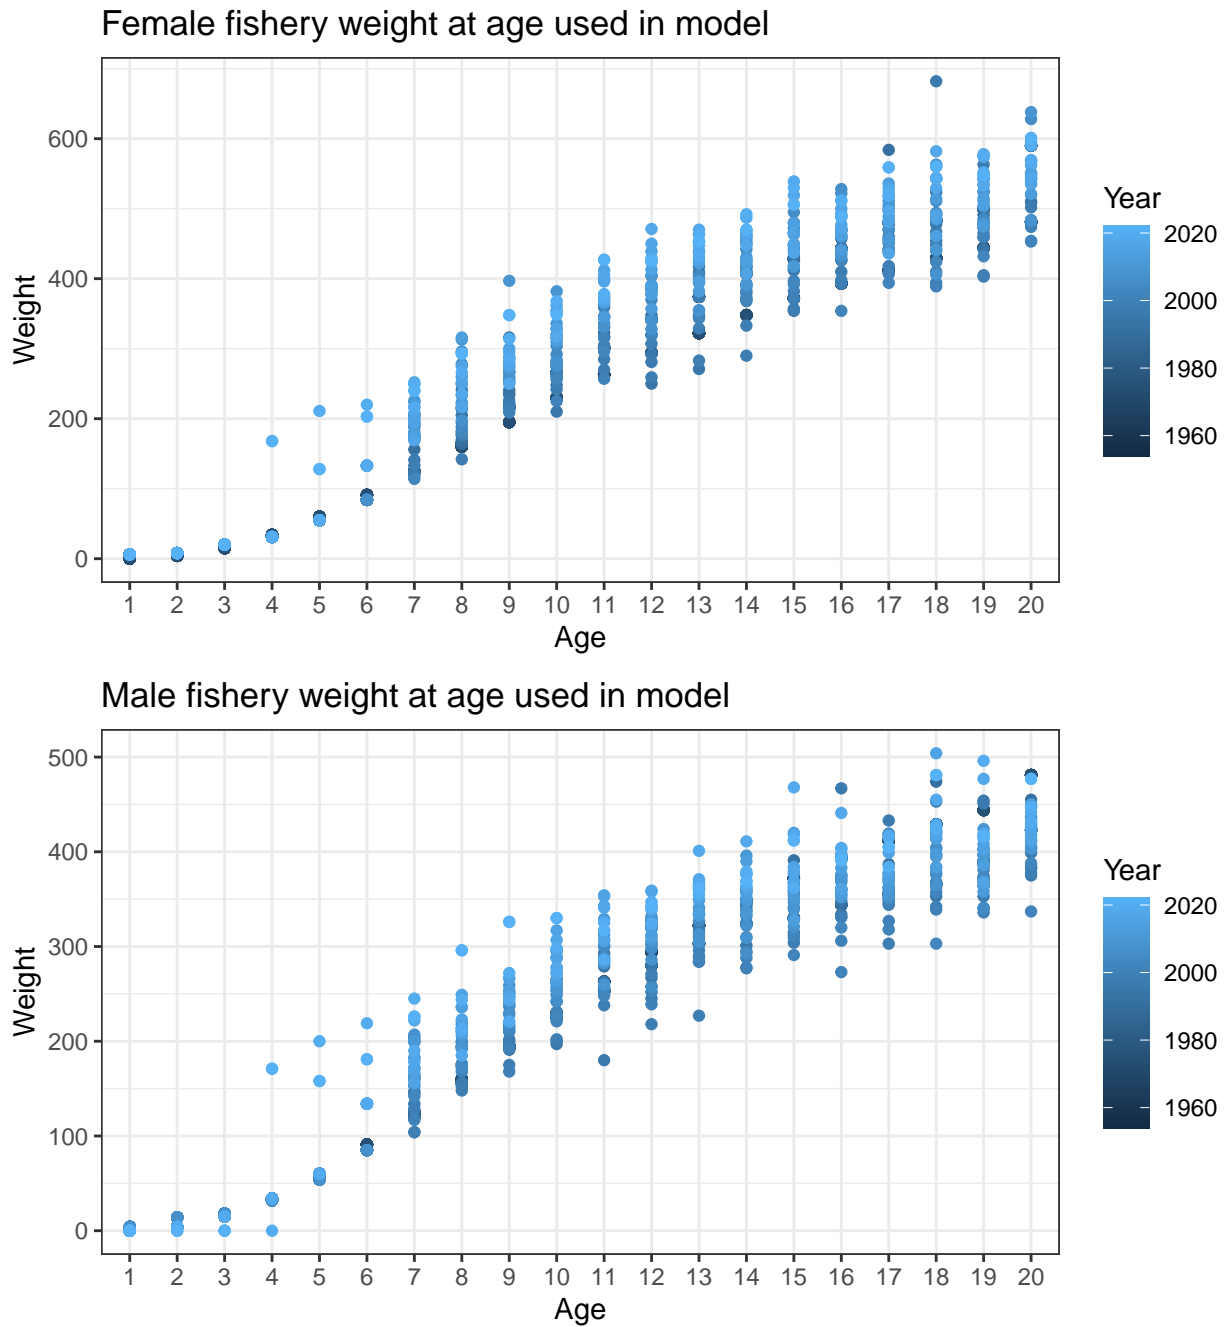 Female fishery weight at age used in model
600
400
200
0
Weight
1 2 3 4 5 6 7 8 9 10 11 12 13 14 15 16 17 18 19 20
Age
Year
2020
2000
1980
1960
Male fishery weight at age used in model
500
400
300
200
100
0
Weight
1 2 3 4 5 6 7 8 9 10 11 12 13 14 15 16 17 18 19 20
Age
Year
2020
2000
1980
1960